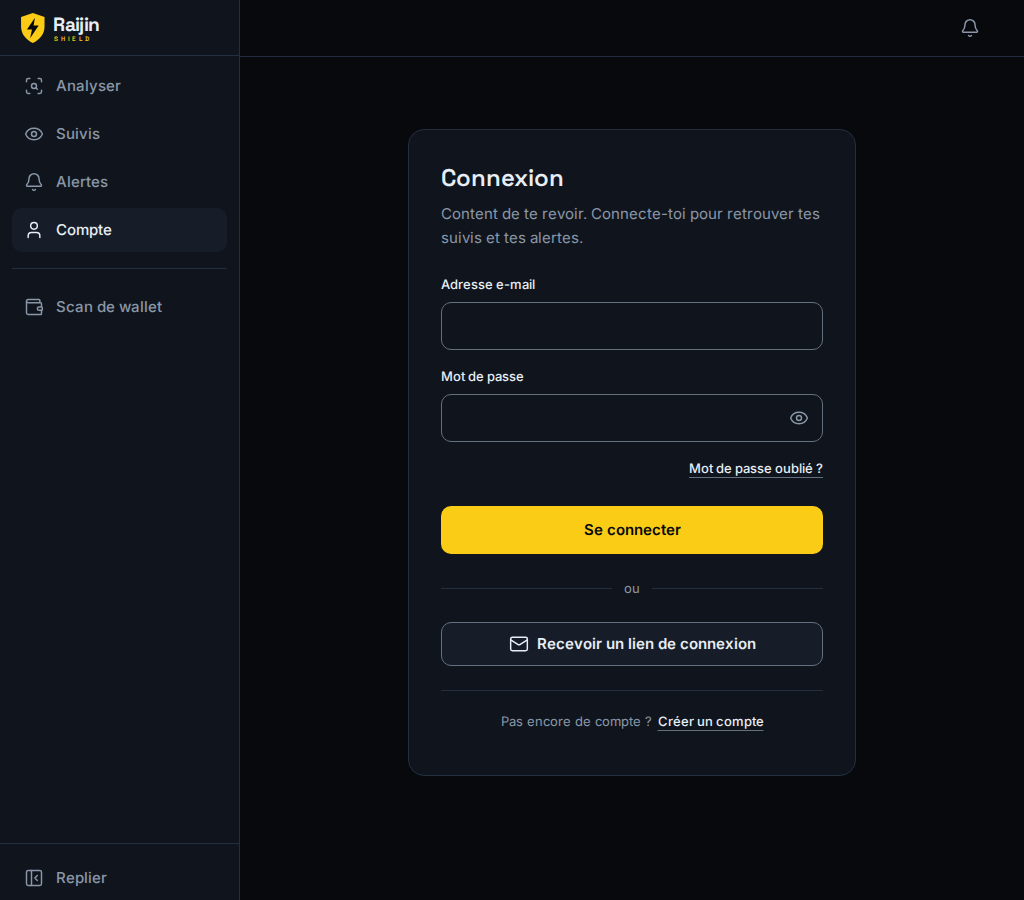 Raijin
SHIELD
Analyser
Suivis
Alertes
Compte
Scan de wallet
Replier
Connexion
Content de te revoir. Connecte-toi pour retrouver tes
suivis et tes alertes.
Adresse e-mail
Mot de passe
Mot de passe oublié ?
Se connecter
ou
Recevoir un lien de connexion
Pas encore de compte ? Créer un compte